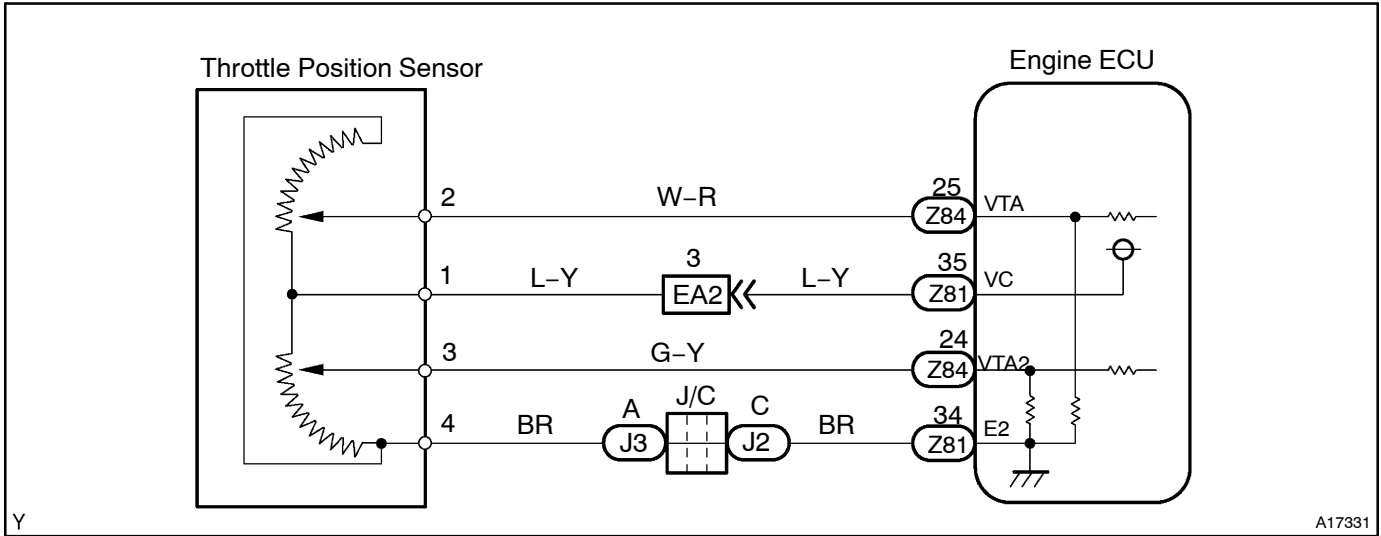 Throttle Position Sensor
Engine ECU
2
W–R
25
Z84
VTA
1
L–Y
3
EA2
L–Y
35
Z81
VC
3
G–Y
24
Z84
VTA2
4
BR
A
J3
J/C
C
J2
BR
34
Z81
E2
Y
A17331